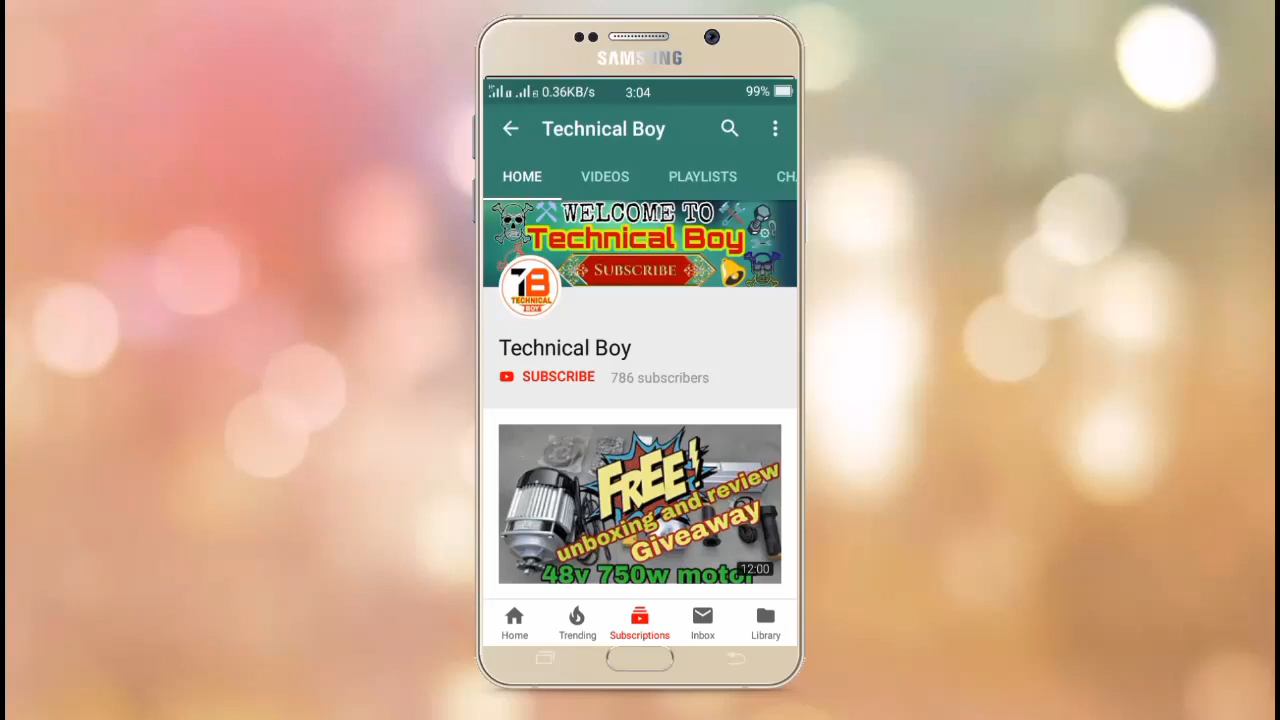 SAMSUNG
0.36KB/s 3:04 99%
Technical Boy
HOME VIDEOS PLAYLISTS CH
WELCOME TO
Technical Boy
SUBSCRIBE
TB
TECHNICAL
BOY
Technical Boy
SUBSCRIBE 786 subscribers
FREE!
unboxing and review
Giveaway
48v 750w motor
12:00
Home Trending Subscriptions Inbox Library